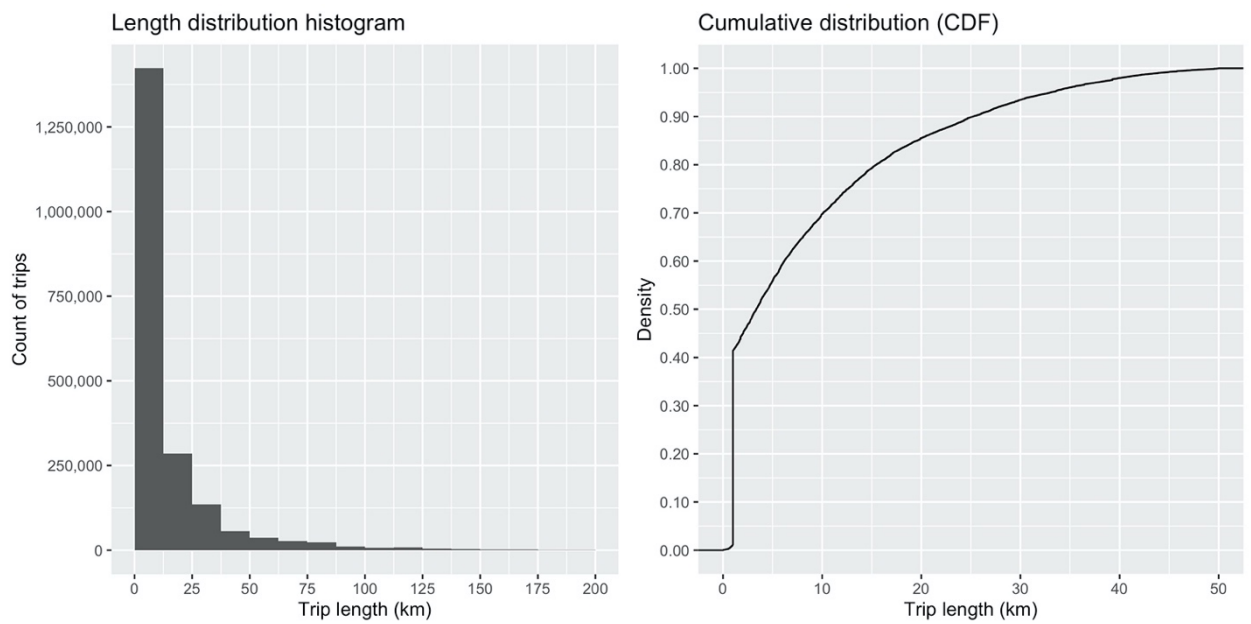 Length distribution histogram
Count of trips
1,250,000
1,000,000
750,000
500,000
250,000
0
0 25 50 75 100 125 150 175 200
Trip length (km)
Cumulative distribution (CDF)
Density
1.00
0.90
0.80
0.70
0.60
0.50
0.40
0.30
0.20
0.10
0.00
0 10 20 30 40 50
Trip length (km)